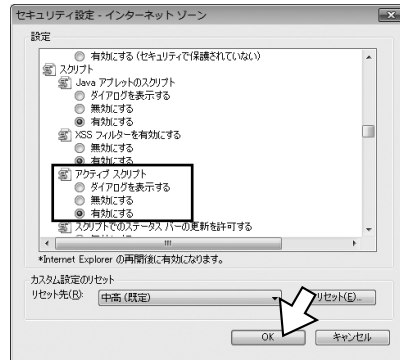 セキュリティ設定 - インターネット ゾーン
設定
有効にする (セキュリティで保護されていない)
スクリプト
Java アプレットのスクリプト
ダイアログを表示する
無効にする
有効にする
XSS フィルターを有効にする
無効にする
有効にする
アクティブ スクリプト
ダイアログを表示する
無効にする
有効にする
スクリプトでのステータス バーの更新を許可する
*Internet Explorer の再開後に有効になります。
カスタム設定のリセット
リセット先(R):
中高 (既定)
リセット(E)...
OK
キャンセル